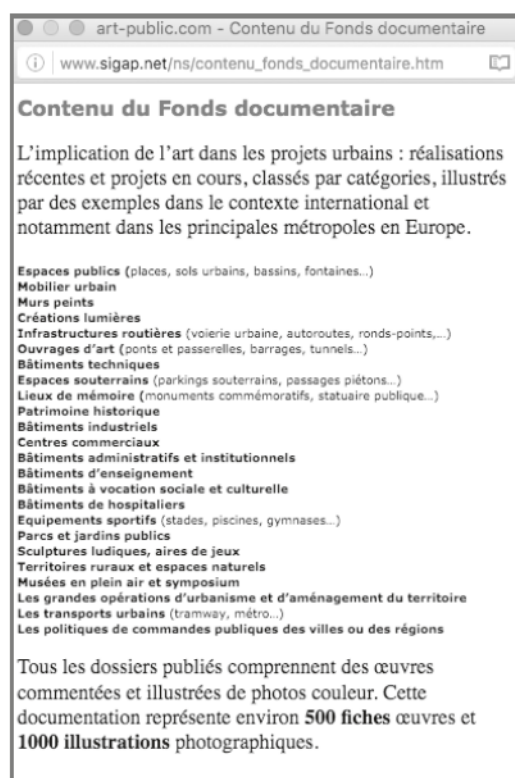 art-public.com - Contenu du Fonds documentaire
www.sigap.net/ns/contenu_fonds_documentaire.htm
Contenu du Fonds documentaire
L'implication de l'art dans les projets urbains : réalisations
récentes et projets en cours, classés par catégories, illustrés
par des exemples dans le contexte international et
notamment dans les principales métropoles en Europe.
Espaces publics (places, sols urbains, bassins, fontaines...)
Mobilier urbain
Murs peints
Créations lumières
Infrastructures routières (voierie urbaine, autoroutes, ronds-points,...)
Ouvrages d'art (ponts et passerelles, barrages, tunnels...)
Bâtiments techniques
Espaces souterrains (parkings souterrains, passages piétons...)
Lieux de mémoire (monuments commémoratifs, statuaire publique...)
Patrimoine historique
Bâtiments industriels
Centres commerciaux
Bâtiments administratifs et institutionnels
Bâtiments d'enseignement
Bâtiments à vocation sociale et culturelle
Bâtiments de hospitaliers
Equipements sportifs (stades, piscines, gymnases...)
Parcs et jardins publics
Sculptures ludiques, aires de jeux
Territoires ruraux et espaces naturels
Musées en plein air et symposium
Les grandes opérations d'urbanisme et d'aménagement du territoire
Les transports urbains (tramway, métro...)
Les politiques de commandes publiques des villes ou des régions
Tous les dossiers publiés comprennent des œuvres
commentées et illustrées de photos couleur. Cette
documentation représente environ 500 fiches œuvres et
1000 illustrations photographiques.